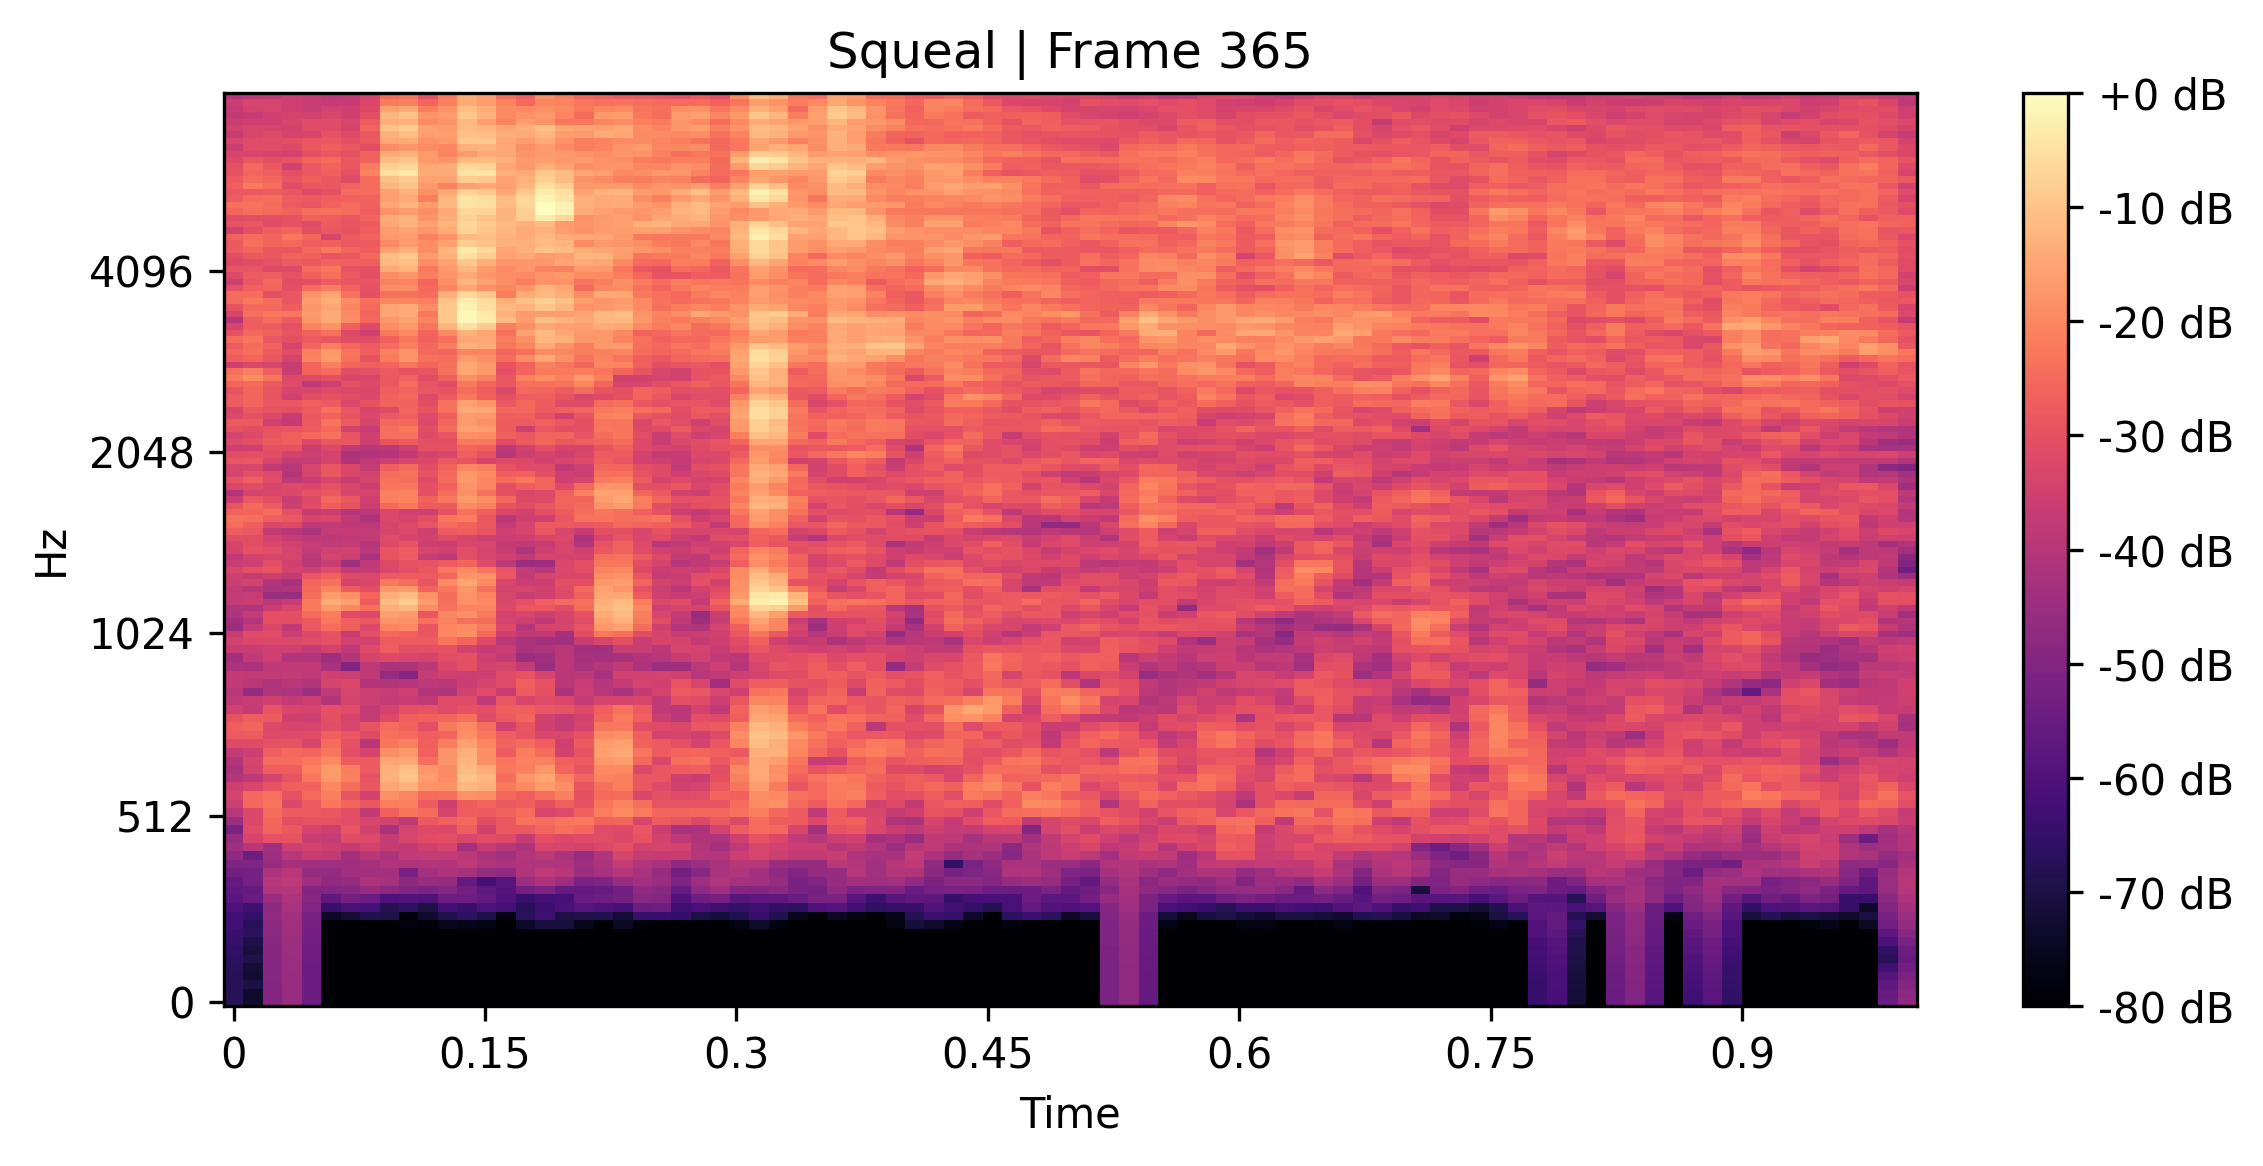 Squeal | Frame 365
Hz
4096
2048
1024
512
0
0 0.15 0.3 0.45 0.6 0.75 0.9
Time
+0 dB
-10 dB
-20 dB
-30 dB
-40 dB
-50 dB
-60 dB
-70 dB
-80 dB